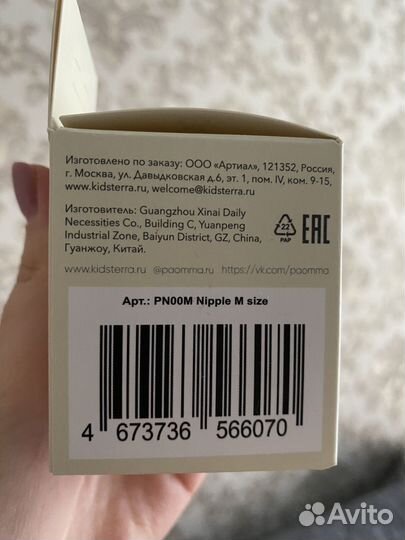 Изготовлено по заказу: ООО «Артиал», 121352, Россия,
г. Москва, ул. Давыдковская д.6, эт. 1, пом. IV, ком. 9-15,
www.kidsterra.ru, welcome@kidsterra.ru
Изготовитель: Guangzhou Xinai Daily
Necessities Co., Building C, Yuanpeng
Industrial Zone, Baiyun District, GZ, China,
Гуанжоу, Китай.
22
PAP
EAC
www.kidsterra.ru @paomma.ru https://vk.com/paomma
Арт.: PN00M Nipple M size
4 673736 566070
Avito